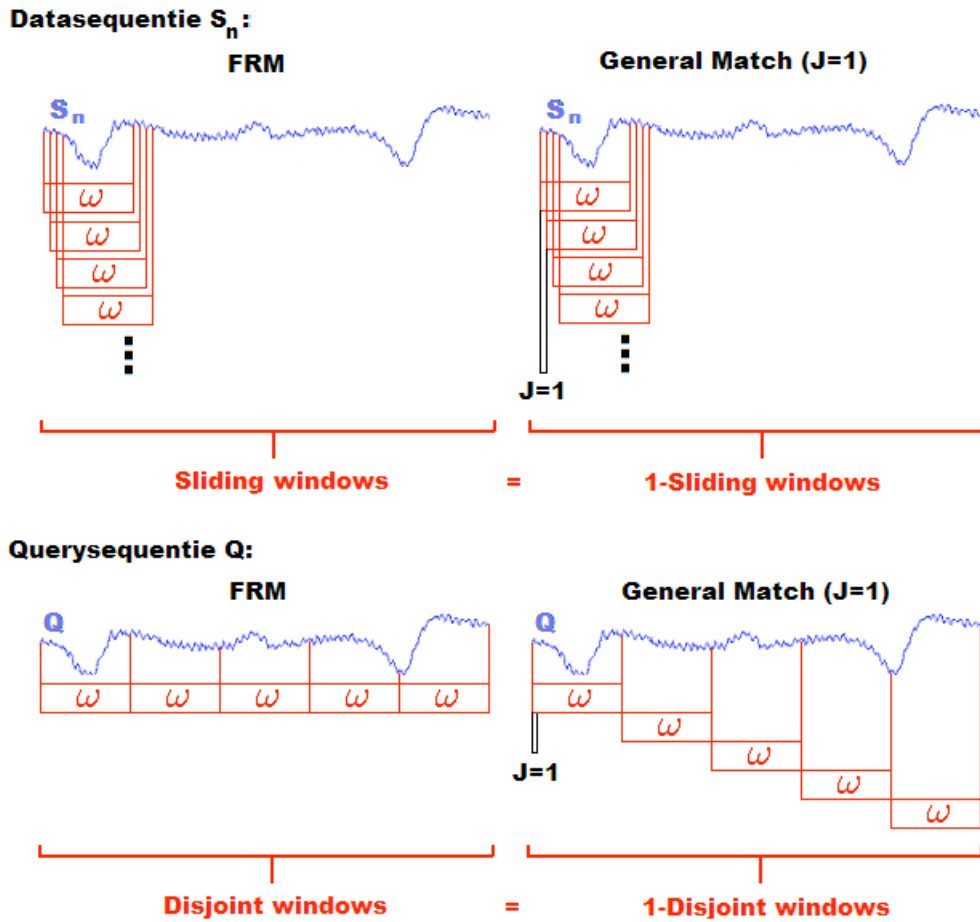 Datasequentie Sn:
FRM
General Match (J=1)
Sn
Sn
ω
ω
ω
ω
ω
ω
ω
ω
J=1
Sliding windows = 1-Sliding windows
Querysequentie Q:
FRM
General Match (J=1)
Q
Q
ω ω ω ω ω
ω
ω
ω
ω
ω
J=1
Disjoint windows = 1-Disjoint windows